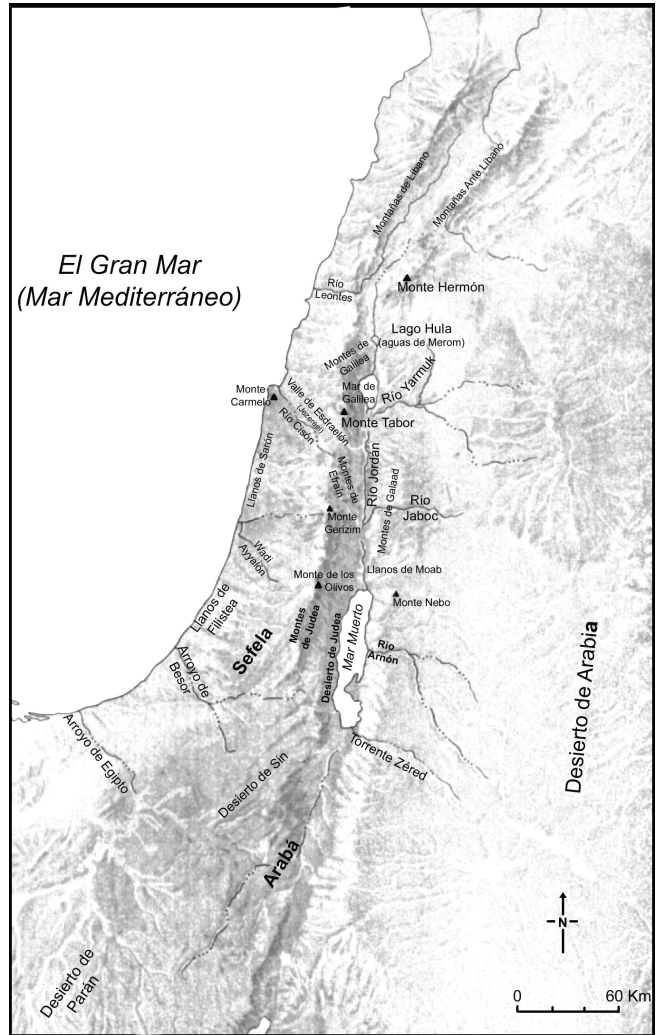 Montañas de Líbano
Montañas Ante Líbano
El Gran Mar
(Mar Mediterráneo)
Río
Leontes
Monte Hermón
Lago Hula
(aguas de Merom)
Montes de
Galilea
Mar de
Galilea
Río Yarmuk
Monte
Carmelo
Valle de Esdraelón
(Jezereel)
Río Cisón
Monte Tabor
Llanos de Sarón
Montes de
Efraín
Río Jordán
Montes de Galaad
Río
Jaboc
Monte
Gerizim
Wadi
Ayyalón
Monte de los
Olivos
Llanos de Moab
Monte Nebo
Llanos de
Filistea
Sefela
Montes
de Judea
Desierto de Judea
Mar Muerto
Río
Arnón
Arroyo de
Besor
Arroyo de Egipto
Desierto de Sin
Torrente Zéred
Desierto de Arabia
Arabá
Desierto de
Parán
N
0 60 Km